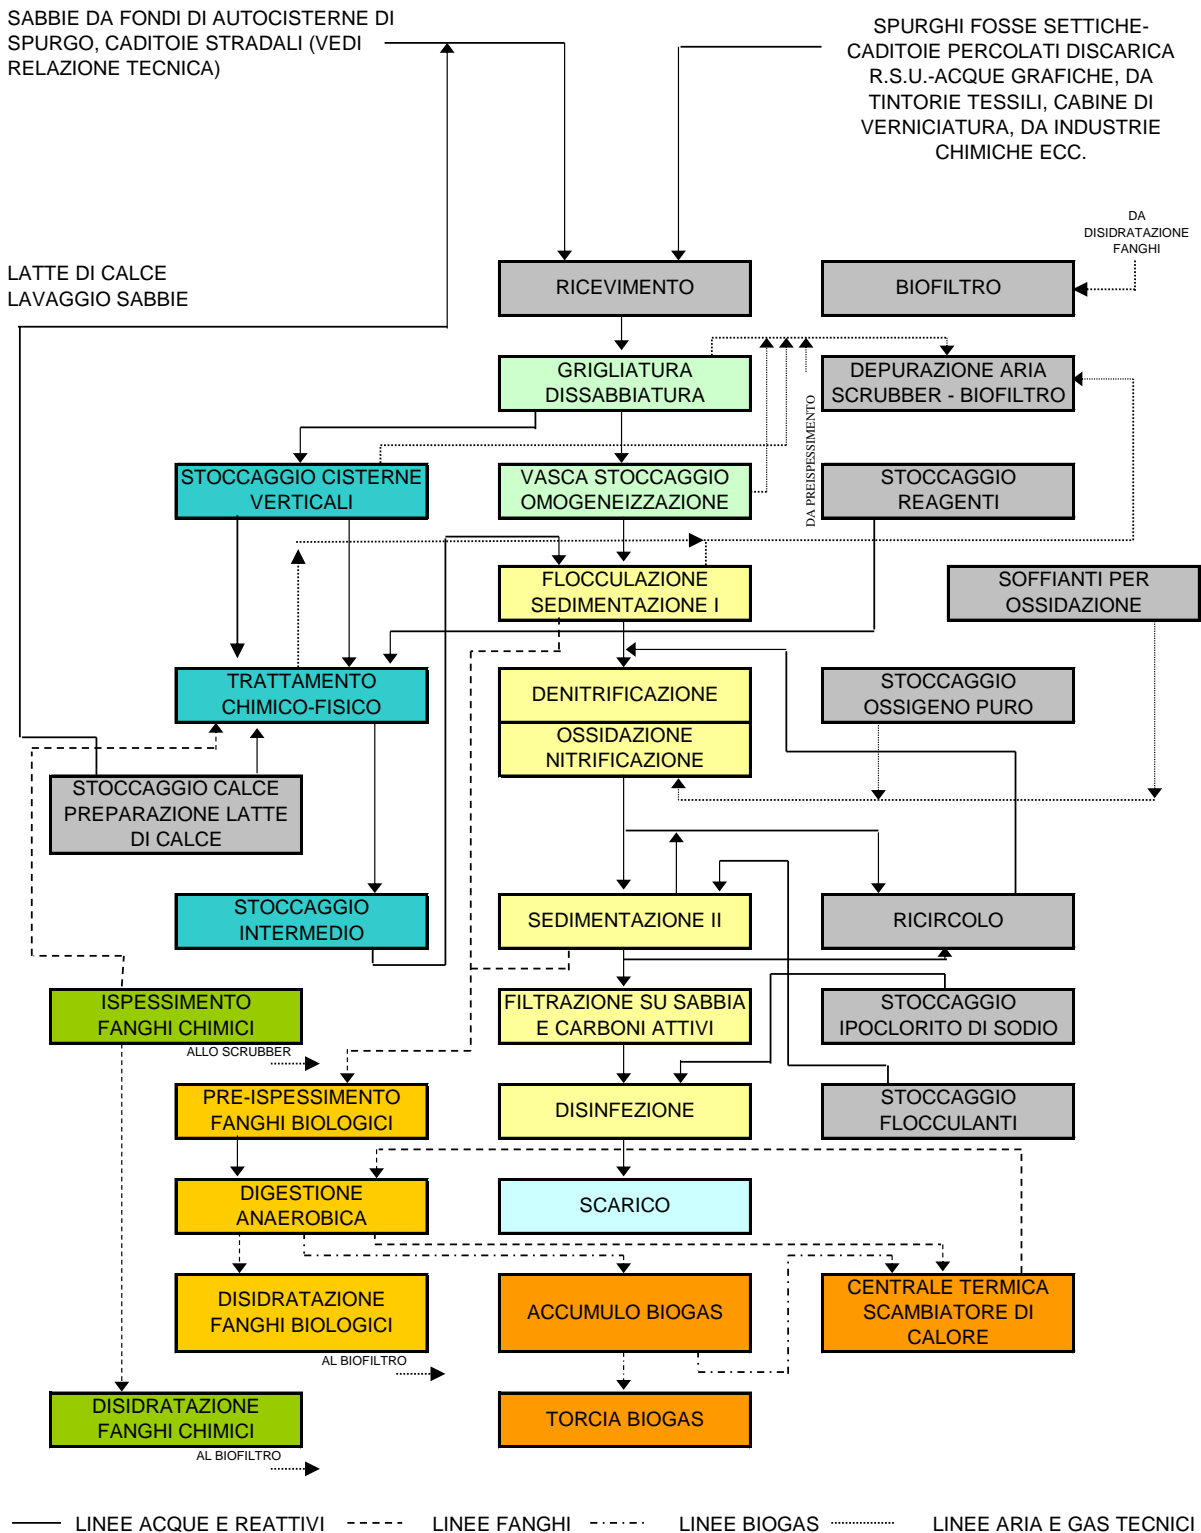 SABBIE DA FONDI DI AUTOCISTERNE DI
SPURGO, CADITOIE STRADALI (VEDI
RELAZIONE TECNICA)
SPURGHI FOSSE SETTICHE-
CADITOIE PERCOLATI DISCARICA
R.S.U.-ACQUE GRAFICHE, DA
TINTORIE TESSILI, CABINE DI
VERNICIATURA, DA INDUSTRIE
CHIMICHE ECC.
DA
DISIDRATAZIONE
FANGHI
LATTE DI CALCE
LAVAGGIO SABBIE
RICEVIMENTO
BIOFILTRO
GRIGLIATURA
DISSABBIATURA
DEPURAZIONE ARIA
SCRUBBER - BIOFILTRO
DA PREISPESSIMENTO
STOCCAGGIO CISTERNE
VERTICALI
VASCA STOCCAGGIO
OMOGENEIZZAZIONE
STOCCAGGIO
REAGENTI
FLOCCULAZIONE
SEDIMENTAZIONE I
SOFFIANTI PER
OSSIDAZIONE
TRATTAMENTO
CHIMICO-FISICO
DENITRIFICAZIONE
STOCCAGGIO
OSSIGENO PURO
OSSIDAZIONE
NITRIFICAZIONE
STOCCAGGIO CALCE
PREPARAZIONE LATTE
DI CALCE
STOCCAGGIO
INTERMEDIO
SEDIMENTAZIONE II
RICIRCOLO
ISPESSIMENTO
FANGHI CHIMICI
FILTRAZIONE SU SABBIA
E CARBONI ATTIVI
STOCCAGGIO
IPOCLORITO DI SODIO
ALLO SCRUBBER
PRE-ISPESSIMENTO
FANGHI BIOLOGICI
DISINFEZIONE
STOCCAGGIO
FLOCCULANTI
DIGESTIONE
ANAEROBICA
SCARICO
DISIDRATAZIONE
FANGHI BIOLOGICI
ACCUMULO BIOGAS
CENTRALE TERMICA
SCAMBIATORE DI
CALORE
AL BIOFILTRO
DISIDRATAZIONE
FANGHI CHIMICI
TORCIA BIOGAS
AL BIOFILTRO
LINEE ACQUE E REATTIVI
LINEE FANGHI
LINEE BIOGAS
LINEE ARIA E GAS TECNICI